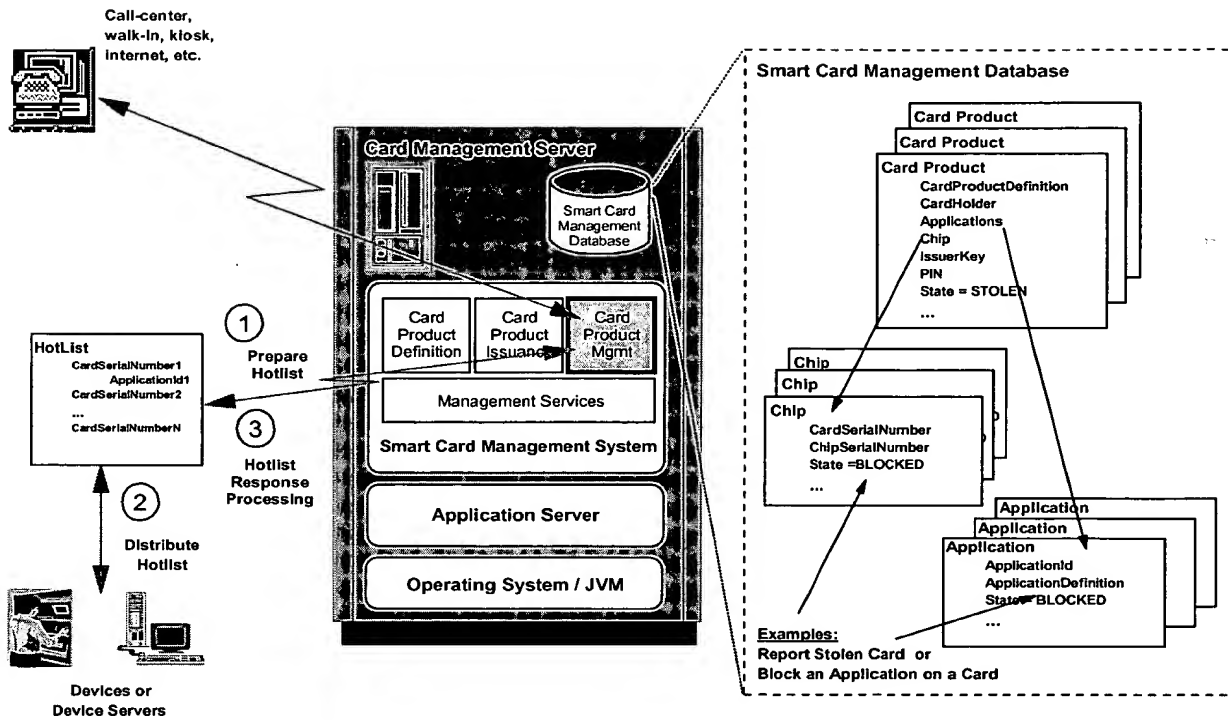 Call-center,
walk-in, kiosk,
internet, etc.
Card Management Server
Smart Card
Management
Database
Card
Product
Definition
Card
Product
Issuance
Card
Product
Mgmt
Management Services
Smart Card Management System
Application Server
Operating System / JVM
1
Prepare
Hotlist
HotList
CardSerialNumber1
ApplicationId1
CardSerialNumber2
...
CardSerialNumberN
3
Hotlist
Response
Processing
2
Distribute
Hotlist
Devices or
Device Servers
Smart Card Management Database
Card Product
Card Product
Card Product
CardProductDefinition
CardHolder
Applications
Chip
IssuerKey
PIN
State = STOLEN
...
Chip
Chip
Chip
CardSerialNumber
ChipSerialNumber
State =BLOCKED
...
Application
Application
Application
ApplicationId
ApplicationDefinition
State = BLOCKED
...
Examples:
Report Stolen Card or
Block an Application on a Card